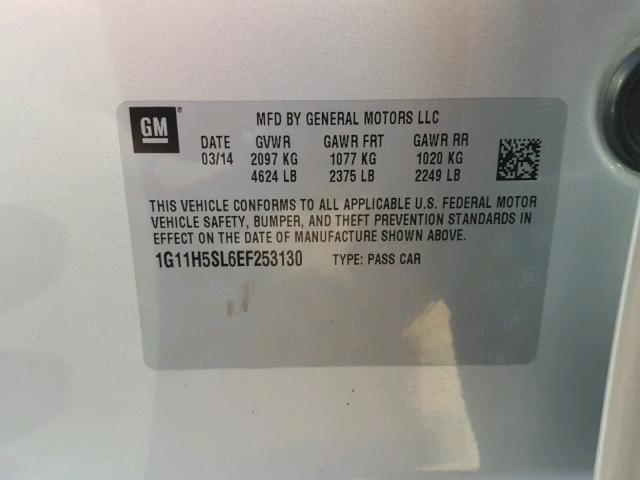 GM
MFD BY GENERAL MOTORS LLC
DATE GVWR GAWR FRT GAWR RR
03/14 2097 KG 1077 KG 1020 KG
4624 LB 2375 LB 2249 LB
THIS VEHICLE CONFORMS TO ALL APPLICABLE U.S. FEDERAL MOTOR
VEHICLE SAFETY, BUMPER, AND THEFT PREVENTION STANDARDS IN
EFFECT ON THE DATE OF MANUFACTURE SHOWN ABOVE.
1G11H5SL6EF253130 TYPE: PASS CAR